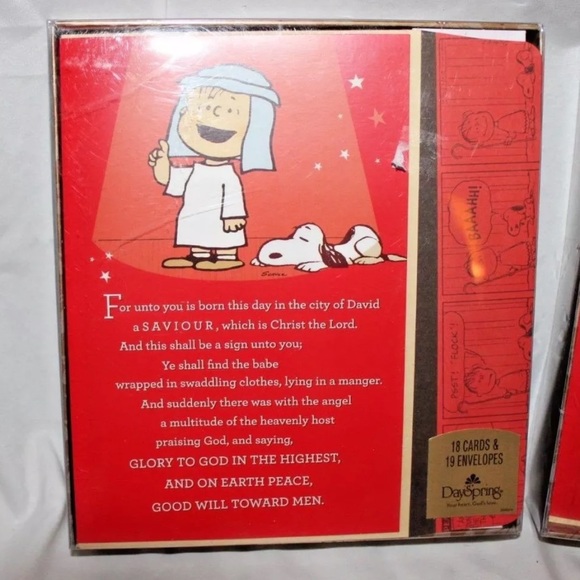 For unto you is born this day in the city of David
a SAVIOUR, which is Christ the Lord.
And this shall be a sign unto you;
Ye shall find the babe
wrapped in swaddling clothes, lying in a manger.
And suddenly there was with the angel
a multitude of the heavenly host
praising God, and saying,
GLORY TO GOD IN THE HIGHEST,
AND ON EARTH PEACE,
GOOD WILL TOWARD MEN.
BAAAHH!
PSST! FLOCK'!
18 CARDS &
19 ENVELOPES
DaySpring